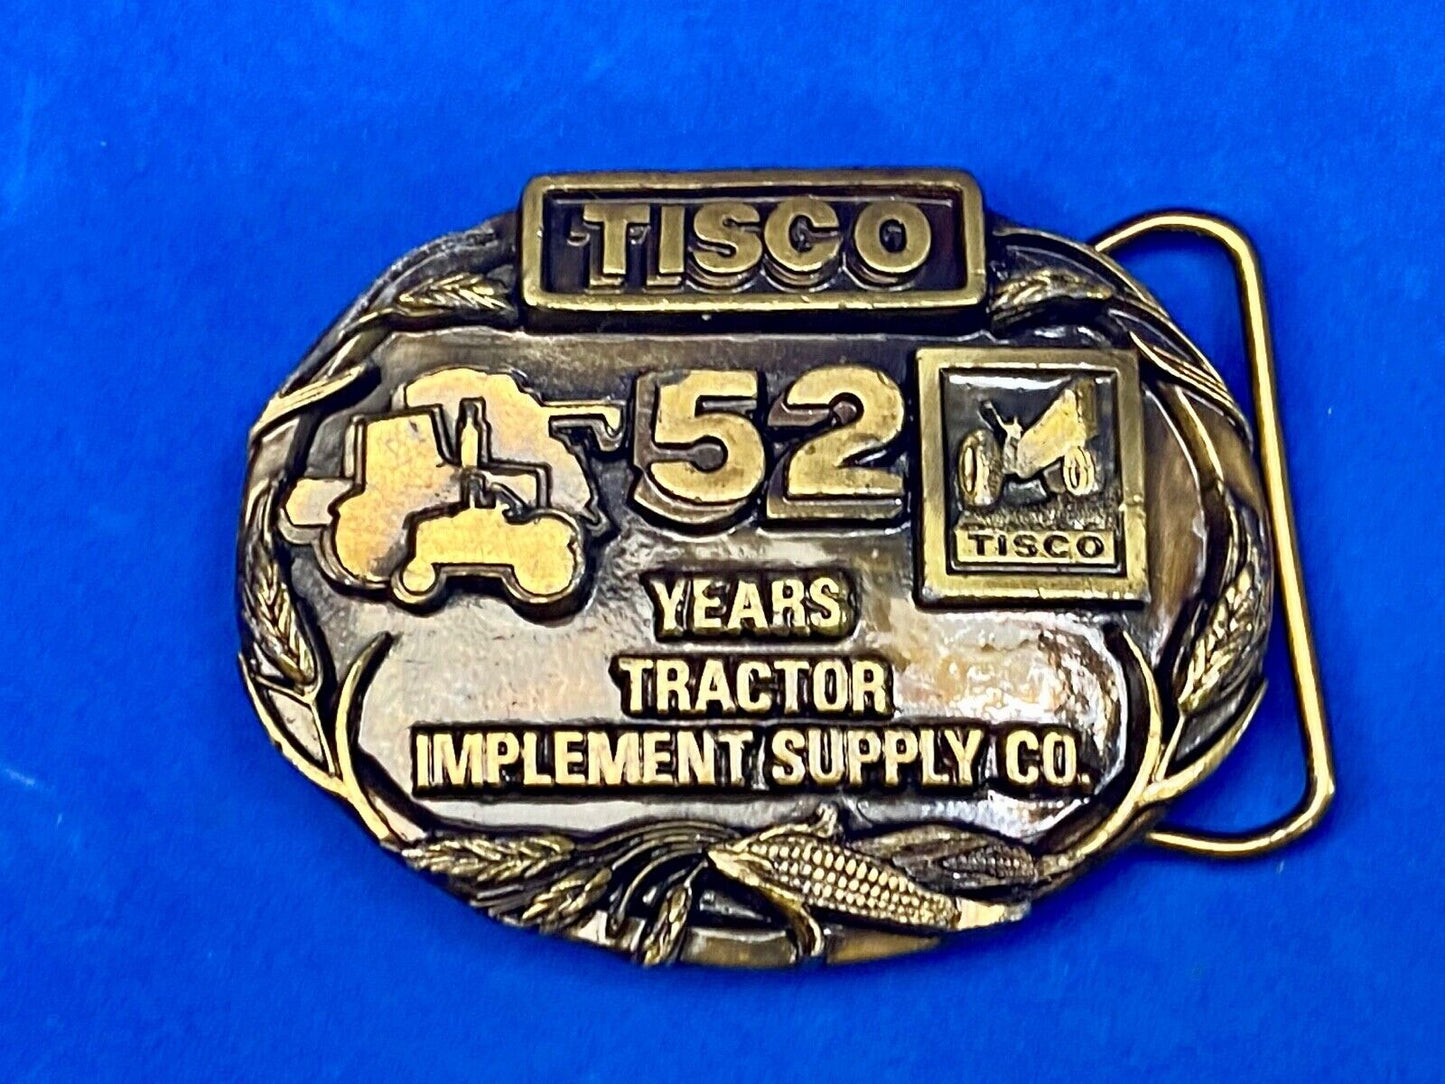 TISCO
52
TISCO
YEARS
TRACTOR
IMPLEMENT SUPPLY CO.